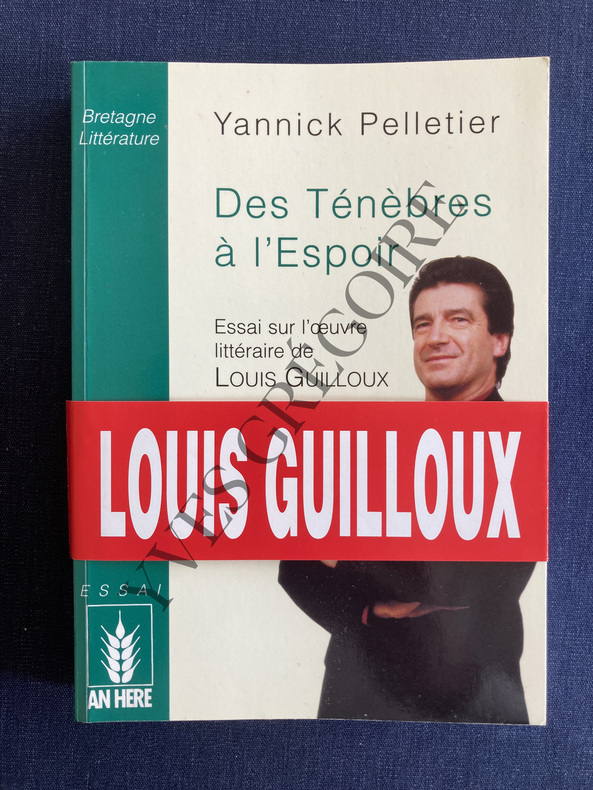 Bretagne
Littérature
Yannick Pelletier
Des Ténèbres
à l'Espoir
Essai sur l'œuvre
littéraire de
LOUIS GUILLOUX
LOUIS GUILLOUX
ESSAI
AN HERE
YVES GRÉGOIRE